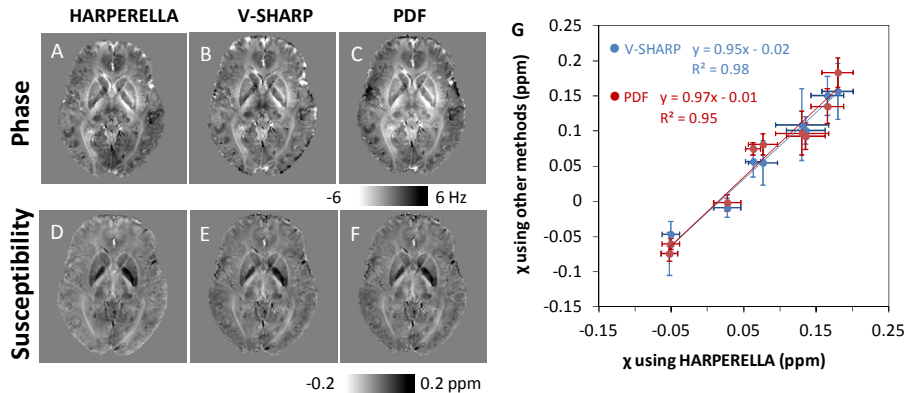 HARPERELLA V-SHARP PDF
Phase
A B C
-6 6 Hz
Susceptibility
D E F
-0.2 0.2 ppm
G
χ using other methods (ppm)
0.25
0.2
0.15
0.1
0.05
0
-0.05
-0.1
-0.15
V-SHARP y = 0.95x - 0.02
R² = 0.98
PDF y = 0.97x - 0.01
R² = 0.95
-0.15 -0.05 0.05 0.15 0.25
χ using HARPERELLA (ppm)